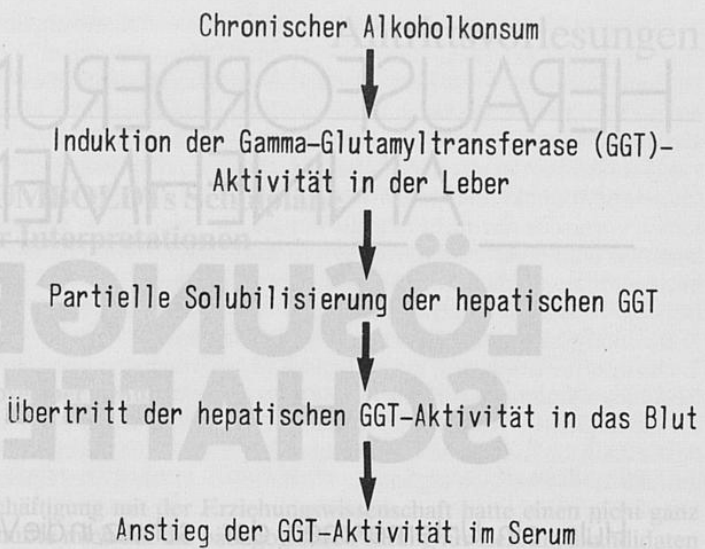 Chronischer Alkoholkonsum
Induktion der Gamma-Glutamyltransferase (GGT)-
Aktivität in der Leber
Partielle Solubilisierung der hepatischen GGT
Übertritt der hepatischen GGT-Aktivität in das Blut
Anstieg der GGT-Aktivität im Serum